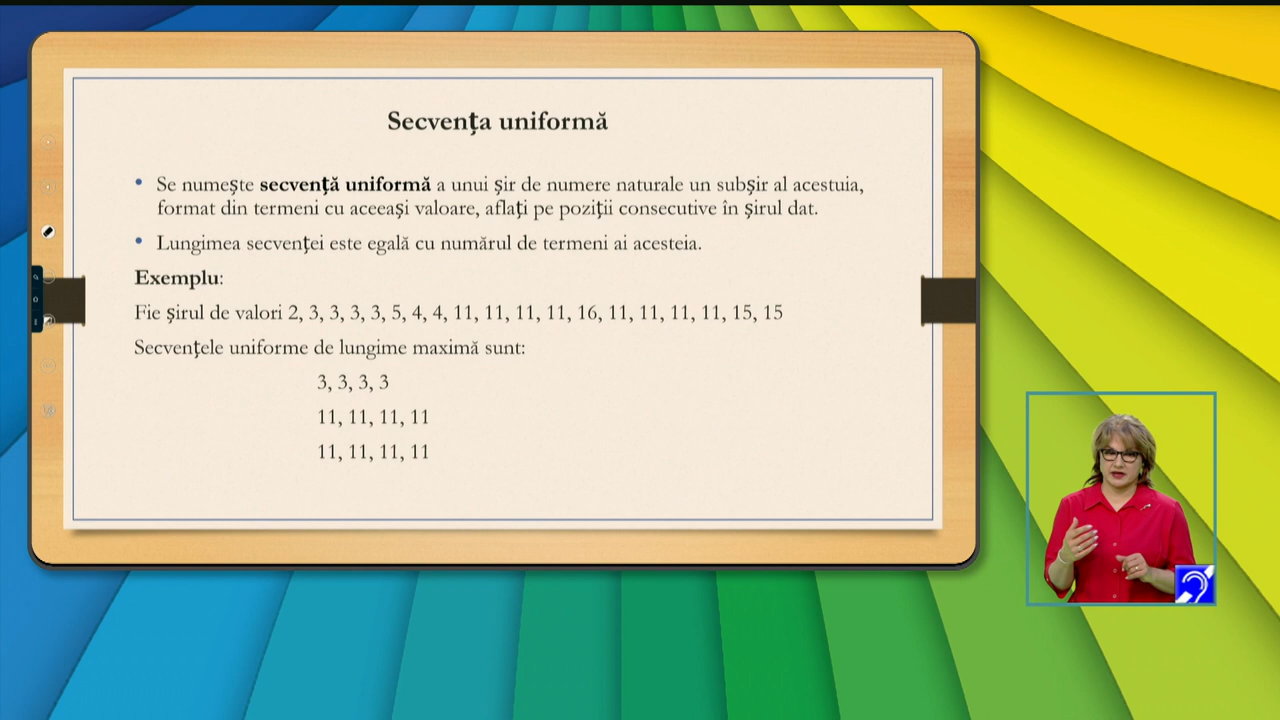 Secvența uniformă
• Se numește secvență uniformă a unui șir de numere naturale un subșir al acestuia,
format din termeni cu aceeași valoare, aflați pe poziții consecutive în șirul dat.
• Lungimea secvenței este egală cu numărul de termeni ai acesteia.
Exemplu:
Fie șirul de valori 2, 3, 3, 3, 3, 5, 4, 4, 11, 11, 11, 11, 16, 11, 11, 11, 11, 15, 15
Secvențele uniforme de lungime maximă sunt:
3, 3, 3, 3
11, 11, 11, 11
11, 11, 11, 11